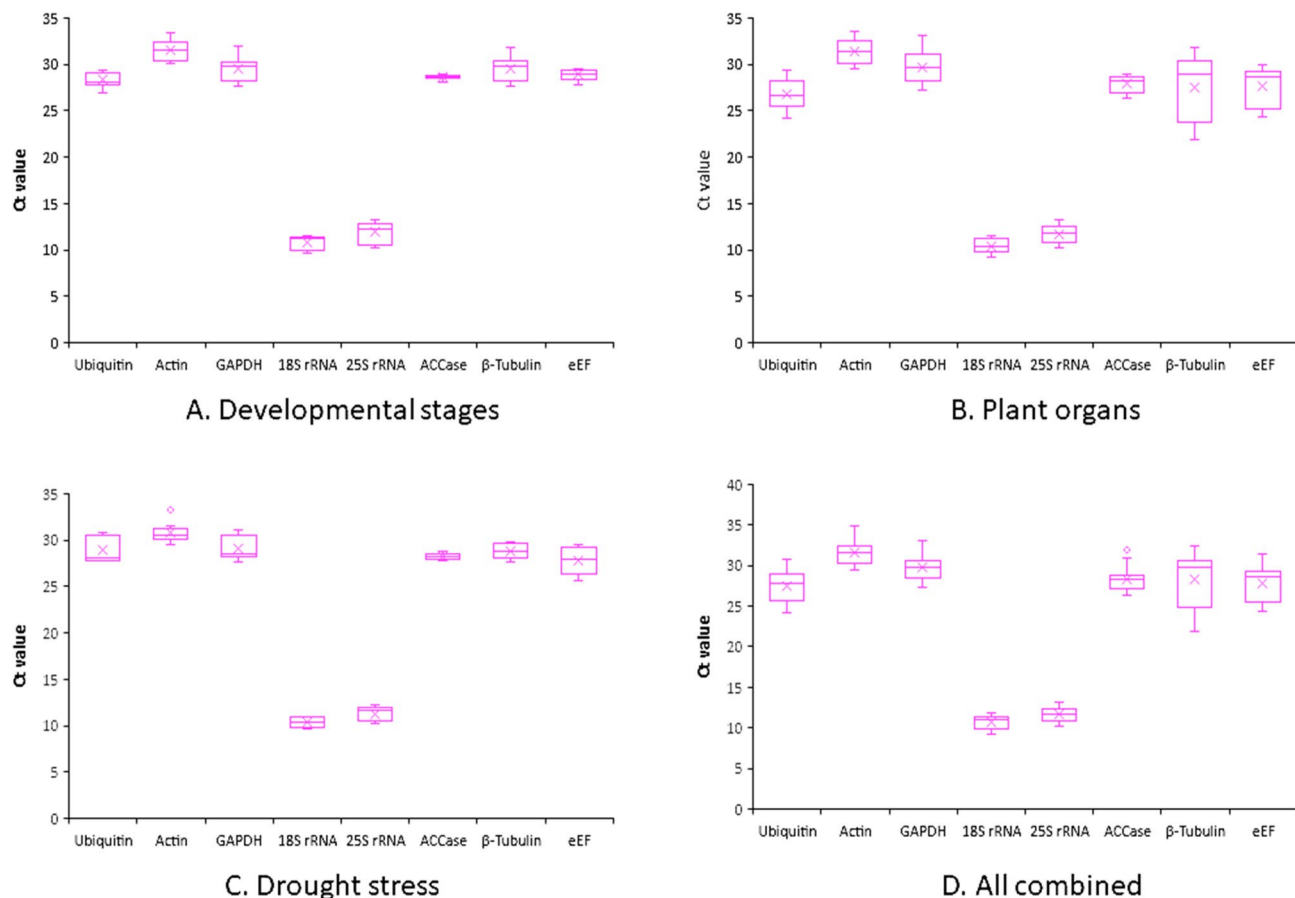 35
30
25
20
15
10
5
0
Ct value
Ubiquitin Actin GAPDH 18S rRNA 25S rRNA ACCase β-Tubulin eEF
A. Developmental stages
35
30
25
20
15
10
5
0
Ct value
Ubiquitin Actin GAPDH 18S rRNA 25S rRNA ACCase β-Tubulin eEF
B. Plant organs
35
30
25
20
15
10
5
0
Ct value
Ubiquitin Actin GAPDH 18S rRNA 25S rRNA ACCase β-Tubulin eEF
C. Drought stress
40
35
30
25
20
15
10
5
0
Ct value
Ubiquitin Actin GAPDH 18S rRNA 25S rRNA ACCase β-Tubulin eEF
D. All combined